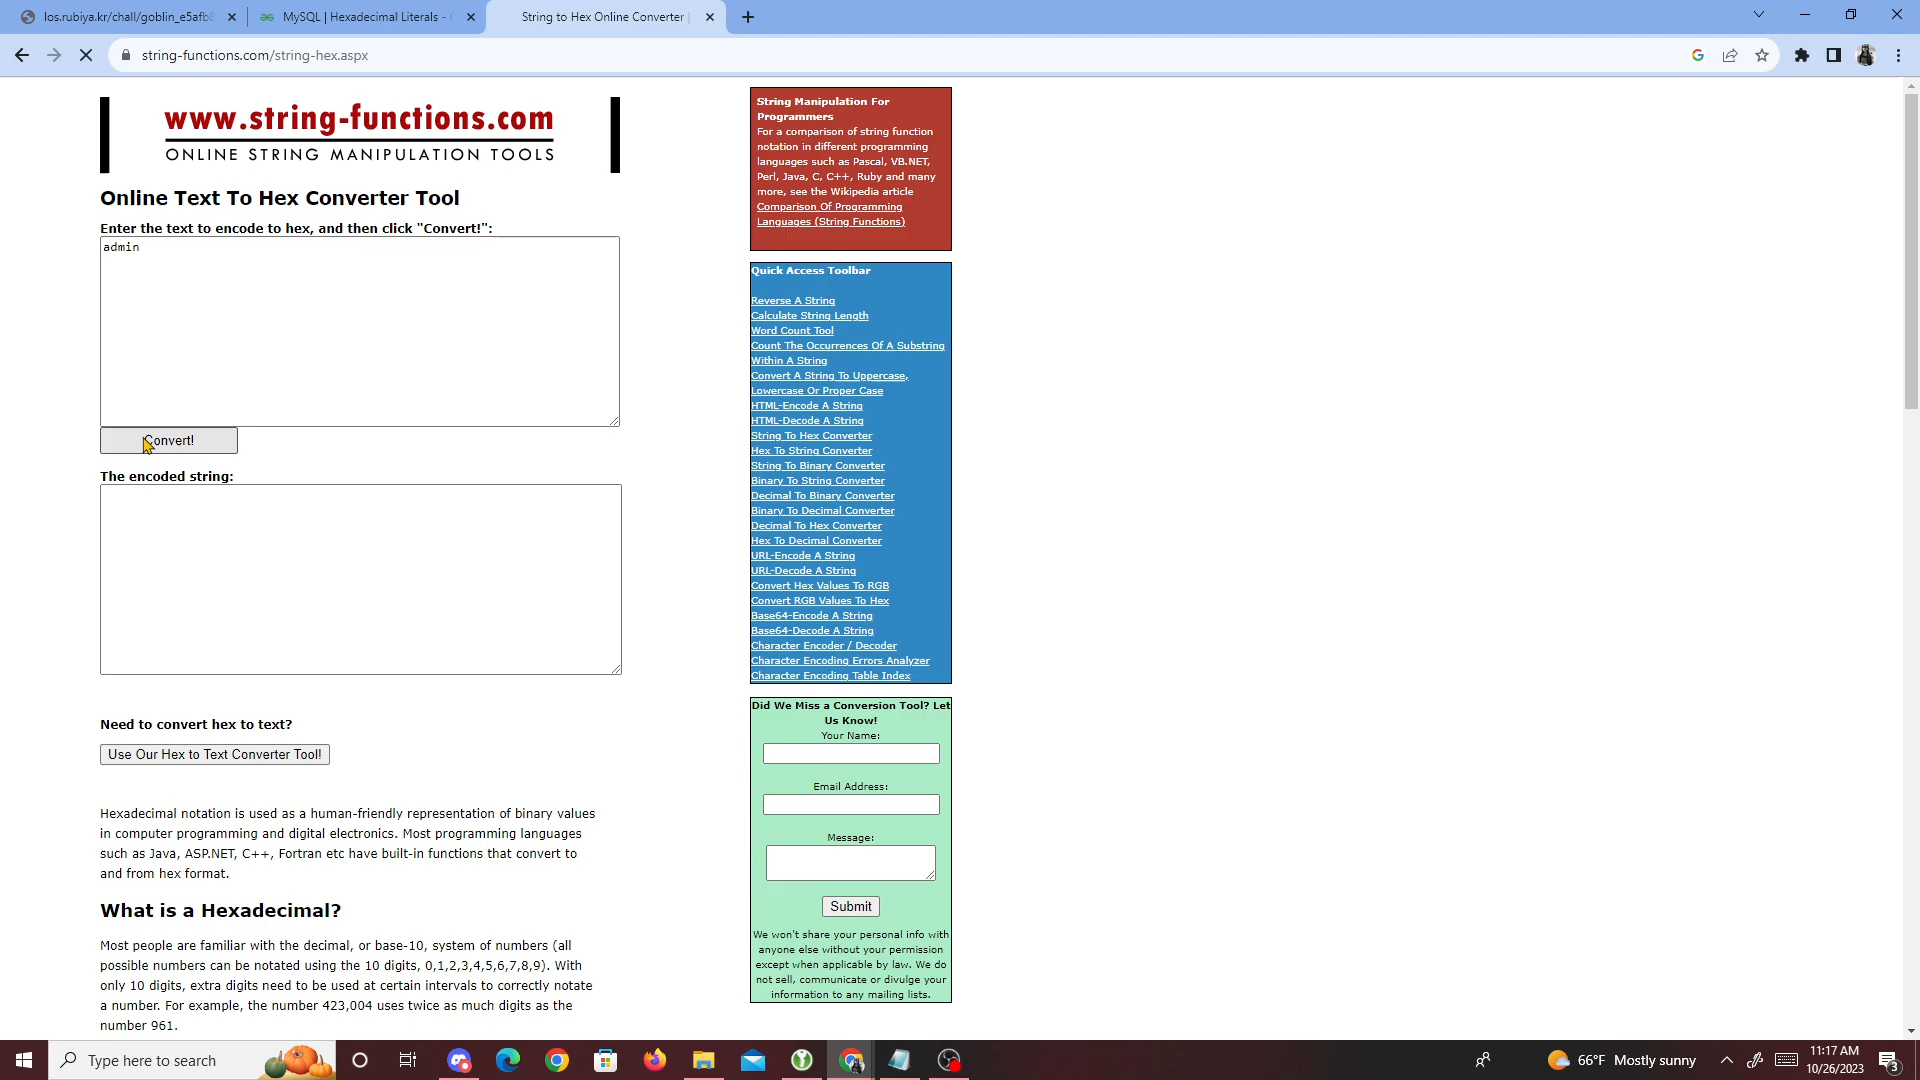 los.rubiya.kr/chall/goblin_e5afb8
MySQL | Hexadecimal Literals -
String to Hex Online Converter |
string-functions.com/string-hex.aspx
www.string-functions.com
ONLINE STRING MANIPULATION TOOLS
Online Text To Hex Converter Tool
Enter the text to encode to hex, and then click "Convert!":
admin
Convert!
The encoded string:
Need to convert hex to text?
Use Our Hex to Text Converter Tool!
Hexadecimal notation is used as a human-friendly representation of binary values
in computer programming and digital electronics. Most programming languages
such as Java, ASP.NET, C++, Fortran etc have built-in functions that convert to
and from hex format.
What is a Hexadecimal?
Most people are familiar with the decimal, or base-10, system of numbers (all
possible numbers can be notated using the 10 digits, 0,1,2,3,4,5,6,7,8,9). With
only 10 digits, extra digits need to be used at certain intervals to correctly notate
a number. For example, the number 423,004 uses twice as much digits as the
number 961.
String Manipulation For
Programmers
For a comparison of string function
notation in different programming
languages such as Pascal, VB.NET,
Perl, Java, C, C++, Ruby and many
more, see the Wikipedia article
Comparison Of Programming
Languages (String Functions)
Quick Access Toolbar
Reverse A String
Calculate String Length
Word Count Tool
Count The Occurrences Of A Substring
Within A String
Convert A String To Uppercase,
Lowercase Or Proper Case
HTML-Encode A String
HTML-Decode A String
String To Hex Converter
Hex To String Converter
String To Binary Converter
Binary To String Converter
Decimal To Binary Converter
Binary To Decimal Converter
Decimal To Hex Converter
Hex To Decimal Converter
URL-Encode A String
URL-Decode A String
Convert Hex Values To RGB
Convert RGB Values To Hex
Base64-Encode A String
Base64-Decode A String
Character Encoder / Decoder
Character Encoding Errors Analyzer
Character Encoding Table Index
Did We Miss a Conversion Tool? Let
Us Know!
Your Name:
Email Address:
Message:
Submit
We won't share your personal info with
anyone else without your permission
except when applicable by law. We do
not sell, communicate or divulge your
information to any mailing lists.
Type here to search
66°F Mostly sunny
11:17 AM
10/26/2023
3